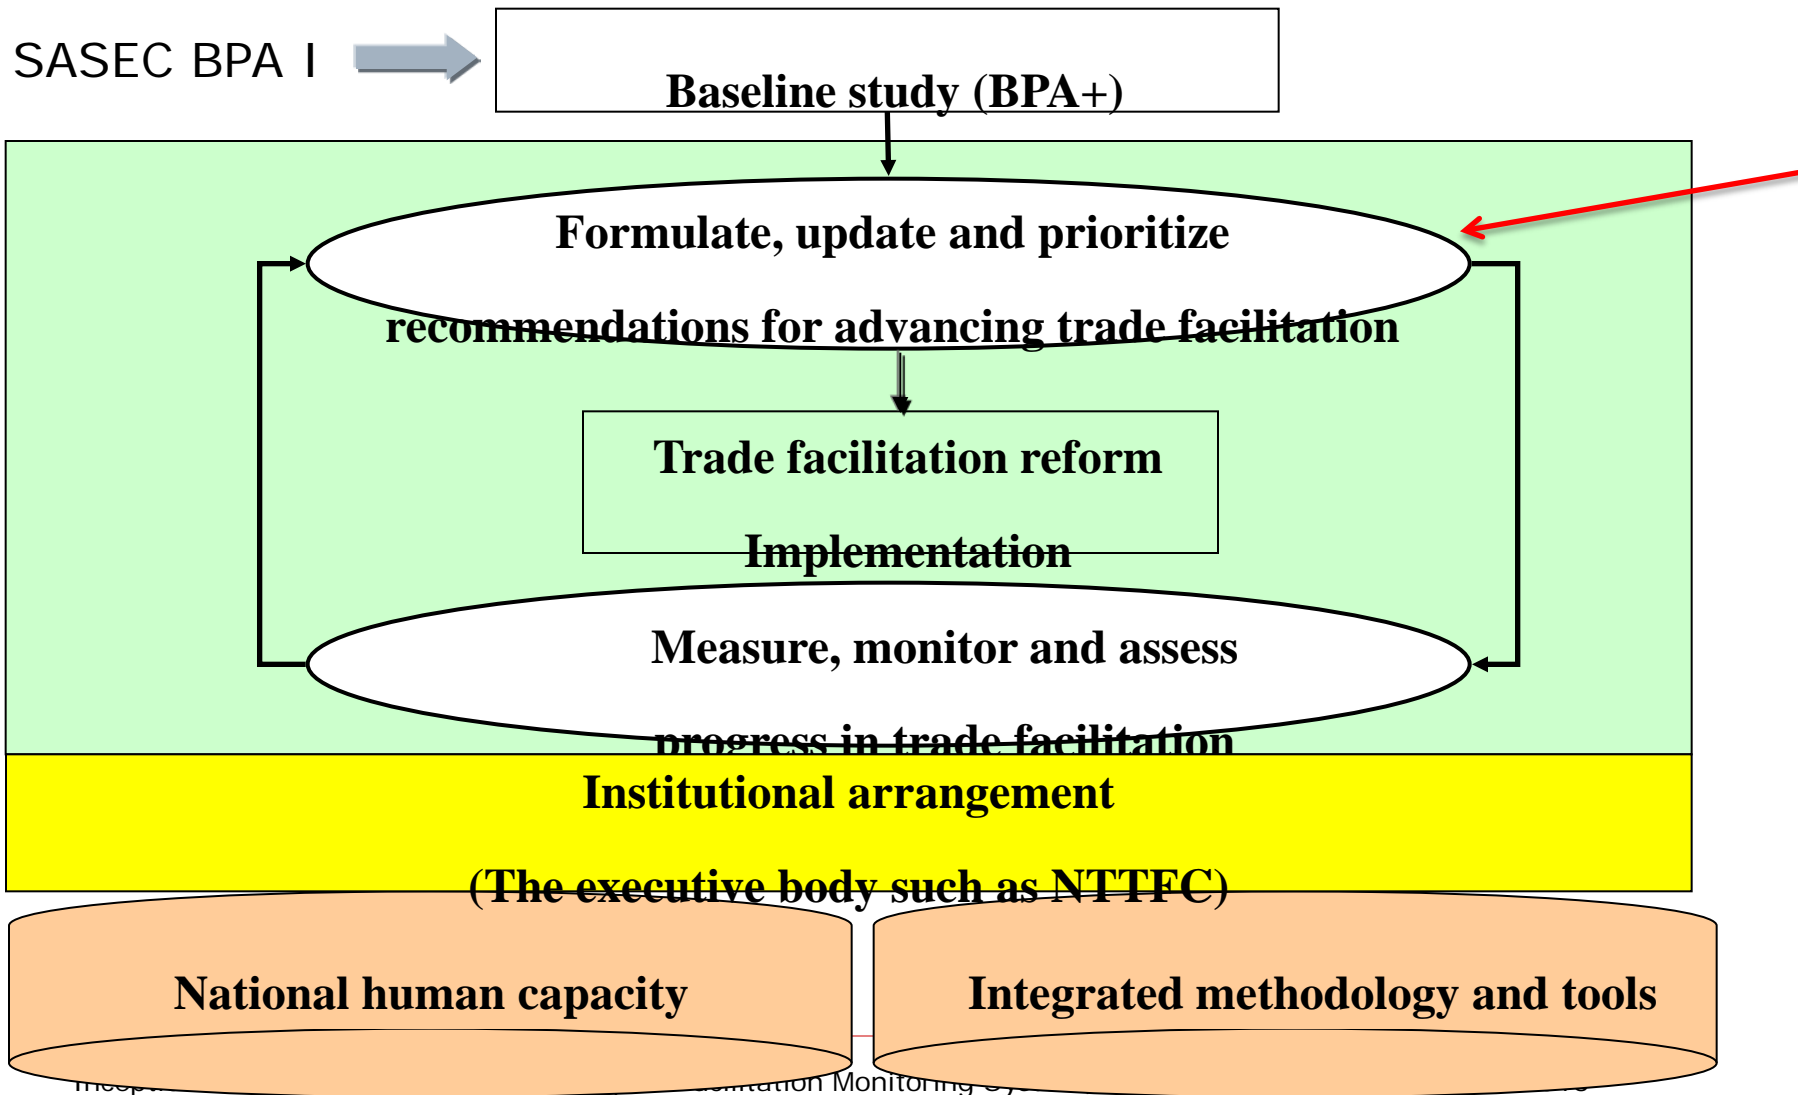 SASEC BPA I
Baseline study (BPA+)
Formulate, update and prioritize
recommendations for advancing trade facilitation
Trade facilitation reform
Implementation
Measure, monitor and assess
progress in trade facilitation
Institutional arrangement
(The executive body such as NTTFC)
National human capacity
Integrated methodology and tools
Monitoring